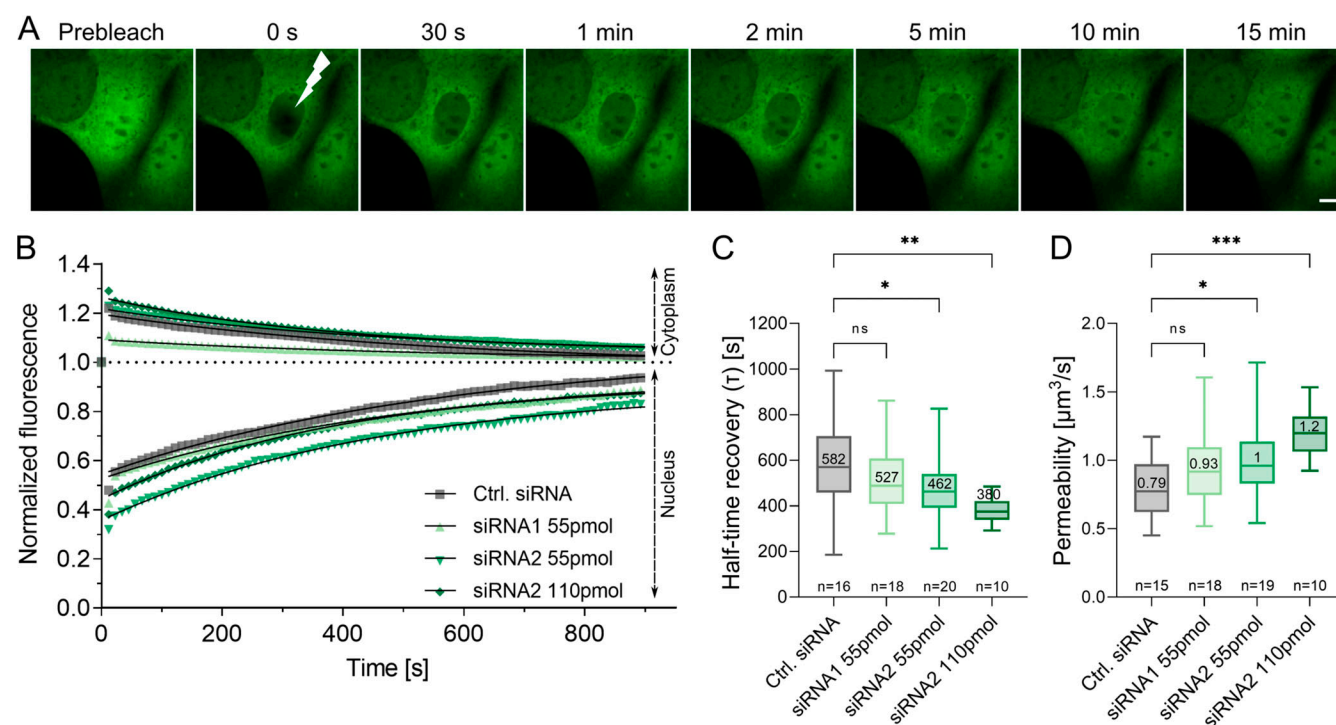 A
Prebleach
0 s
30 s
1 min
2 min
5 min
10 min
15 min
B
Normalized fluorescence
1.4
1.2
1.0
0.8
0.6
0.4
0.2
0.0
0
200
400
600
800
Time [s]
Cytoplasm
Nucleus
Ctrl. siRNA
siRNA1 55pmol
siRNA2 55pmol
siRNA2 110pmol
C
**
*
ns
Half-time recovery (τ) [s]
1200
1000
800
600
400
200
0
582
527
462
380
n=16
n=18
n=20
n=10
Ctrl. siRNA
siRNA1 55pmol
siRNA2 55pmol
siRNA2 110pmol
D
***
*
ns
Permeability [µm³/s]
2.0
1.5
1.0
0.5
0.0
0.79
0.93
1
1.2
n=15
n=18
n=19
n=10
Ctrl. siRNA
siRNA1 55pmol
siRNA2 55pmol
siRNA2 110pmol